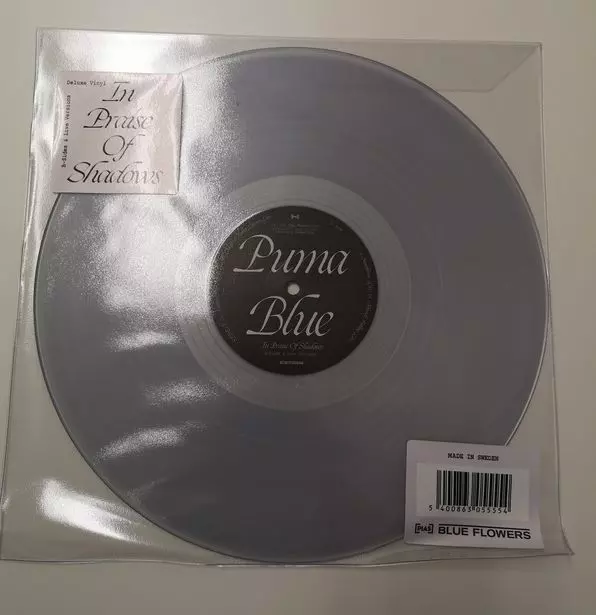 Deluxe Vinyl
B-Sides & Live Versions
In
Praise
Of
Shadows
Puma
Blue
In Praise Of Shadows
MADE IN SWEDEN
5 400863 055554
[PIAS] BLUE FLOWERS